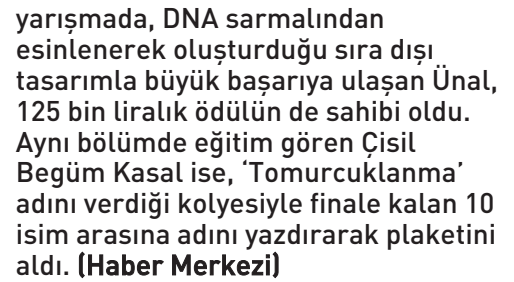 yarışmada, DNA sarmalından
esinlenerek oluşturduğu sıra dışı
tasarımla büyük başarıya ulaşan Ünal,
125 bin liralık ödülün de sahibi oldu.
Aynı bölümde eğitim gören Çisil
Begüm Kasal ise, ‘Tomurcuklanma’
adını verdiği kolyesiyle finale kalan 10
isim arasına adını yazdırarak plaketini
aldı. (Haber Merkezi)